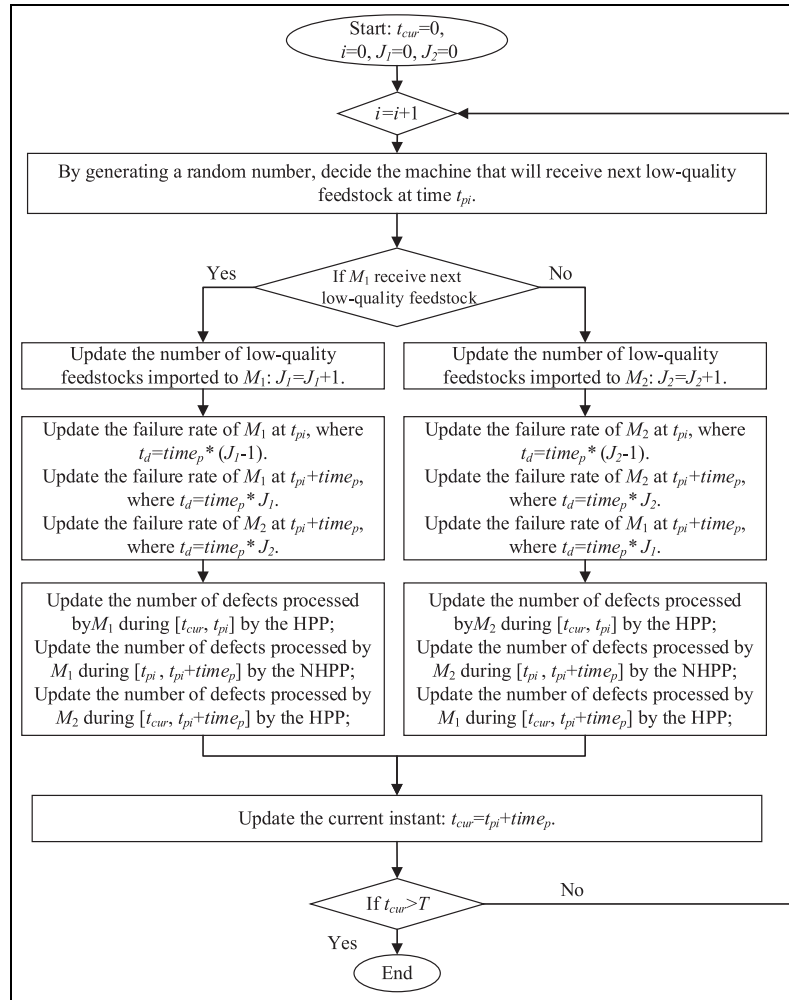 Start: t_cur=0,
i=0, J_1=0, J_2=0
i=i+1
By generating a random number, decide the machine that will receive next low-quality
feedstock at time t_pi.
Yes
If M_1 receive next
low-quality feedstock
No
Update the number of low-quality
feedstocks imported to M_1: J_1=J_1+1.
Update the number of low-quality
feedstocks imported to M_2: J_2=J_2+1.
Update the failure rate of M_1 at t_pi, where
t_d=time_p* (J_1-1).
Update the failure rate of M_1 at t_pi+time_p,
where t_d=time_p* J_1.
Update the failure rate of M_2 at t_pi+time_p,
where t_d=time_p* J_2.
Update the failure rate of M_2 at t_pi, where
t_d=time_p* (J_2-1).
Update the failure rate of M_2 at t_pi+time_p,
where t_d=time_p* J_2.
Update the failure rate of M_1 at t_pi+time_p,
where t_d=time_p* J_1.
Update the number of defects processed
byM_1 during [t_cur, t_pi] by the HPP;
Update the number of defects processed by
M_1 during [t_pi , t_pi+time_p] by the NHPP;
Update the number of defects processed by
M_2 during [t_cur, t_pi+time_p] by the HPP;
Update the number of defects processed
byM_2 during [t_cur, t_pi] by the HPP;
Update the number of defects processed by
M_2 during [t_pi, t_pi+time_p] by the NHPP;
Update the number of defects processed by
M_1 during [t_cur, t_pi+time_p] by the HPP;
Update the current instant: t_cur=t_pi+time_p.
If t_cur>T
No
Yes
End